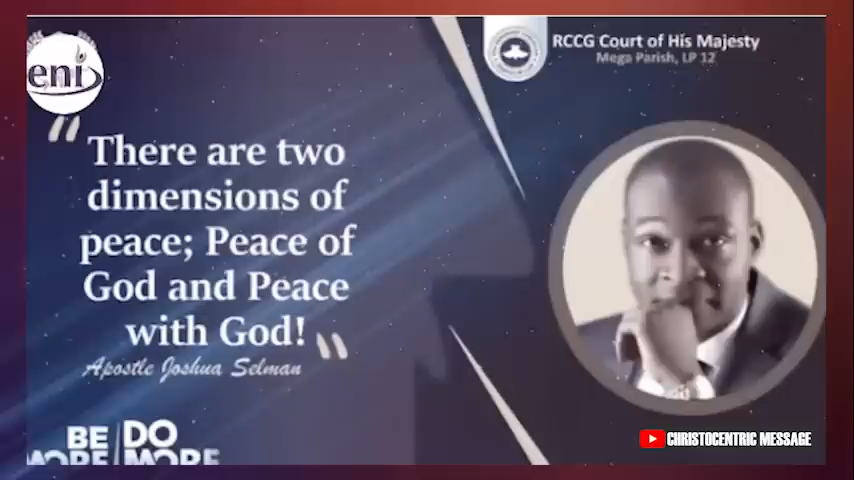 eni
RCCG Court of His Majesty
Mega Parish, LP 12
"There are two
dimensions of
peace; Peace of
God and Peace
with God!"
Apostle Joshua Selman
BE DO
MORE MORE
CHRISTOCENTRIC MESSAGE